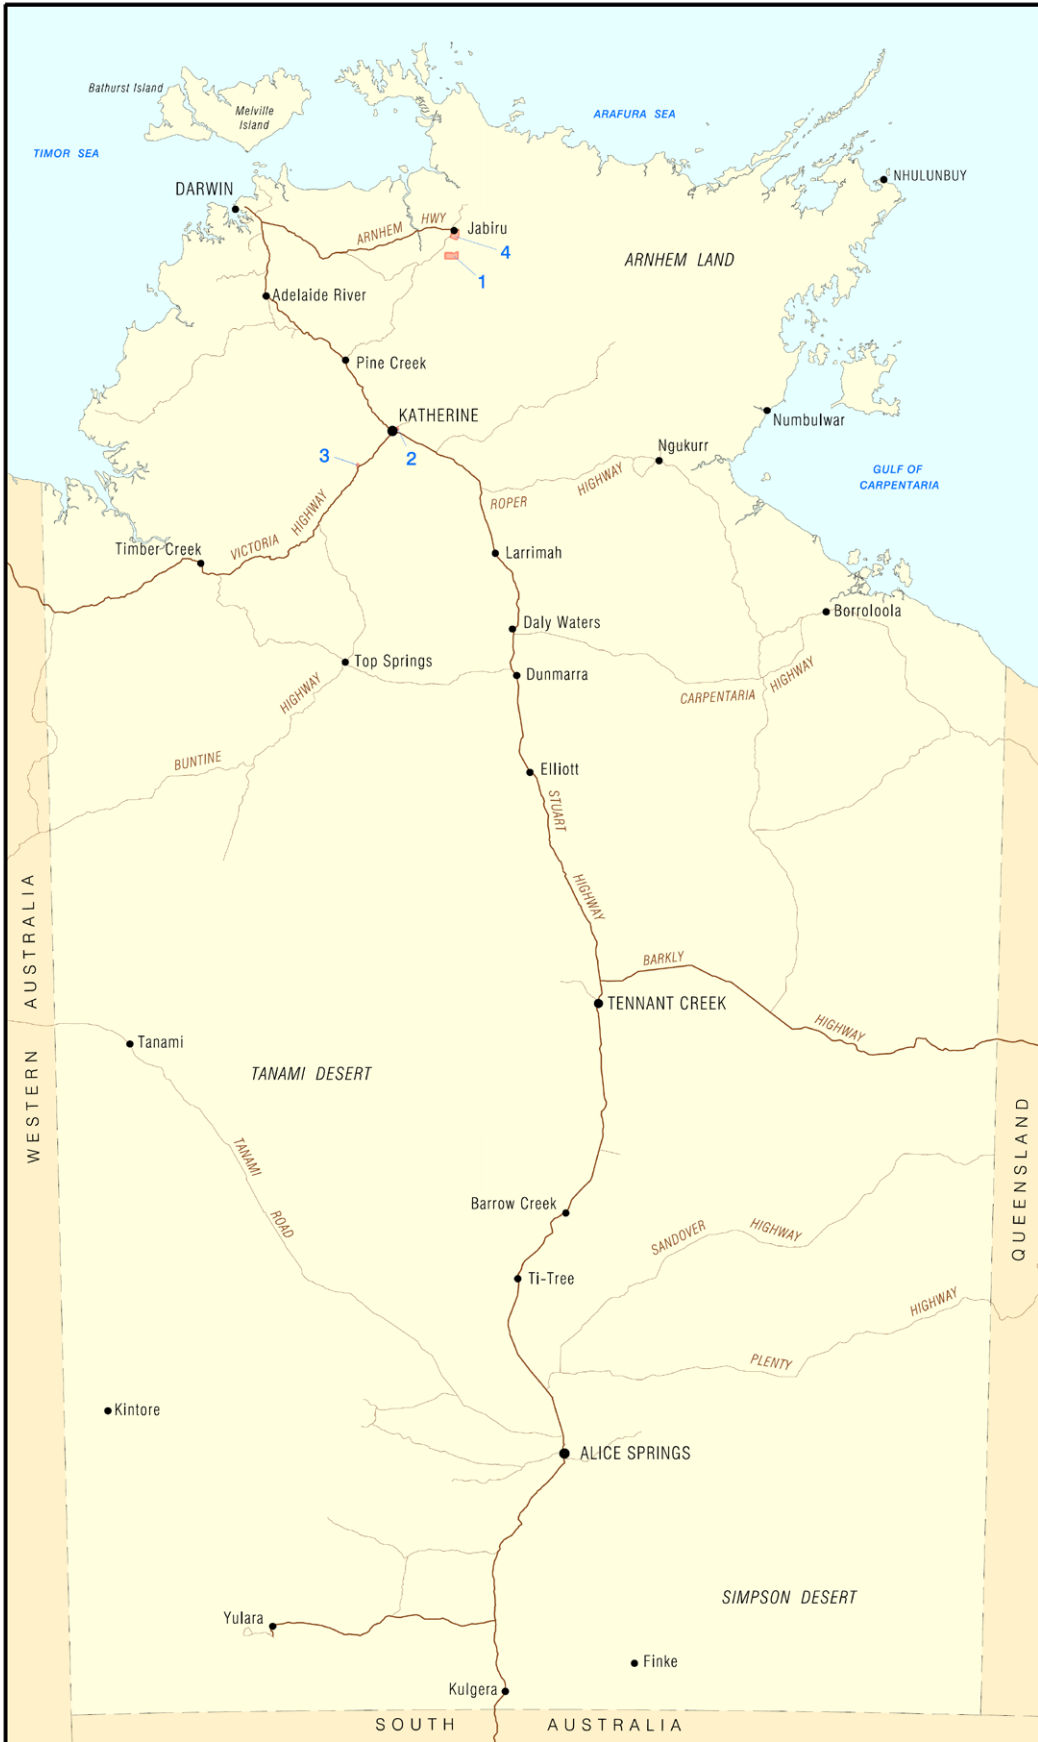 Bathurst Island
Melville
Island
ARAFURA SEA
TIMOR SEA
NHULUNBUY
DARWIN
ARNHEM HWY
Jabiru
4
1
ARNHEM LAND
Adelaide River
Pine Creek
KATHERINE
Numbulwar
2
3
Ngukurr
GULF OF
CARPENTARIA
ROPER HIGHWAY
VICTORIA HIGHWAY
Timber Creek
Larrimah
Borroloola
Daly Waters
Top Springs
Dunmarra
CARPENTARIA HIGHWAY
BUNTINE HIGHWAY
Elliott
STUART HIGHWAY
WESTERN AUSTRALIA
BARKLY HIGHWAY
TENNANT CREEK
Tanami
TANAMI DESERT
TANAMI ROAD
QUEENSLAND
Barrow Creek
SANDOVER HIGHWAY
Ti-Tree
PLENTY HIGHWAY
Kintore
ALICE SPRINGS
SIMPSON DESERT
Yulara
Finke
Kulgera
SOUTH AUSTRALIA